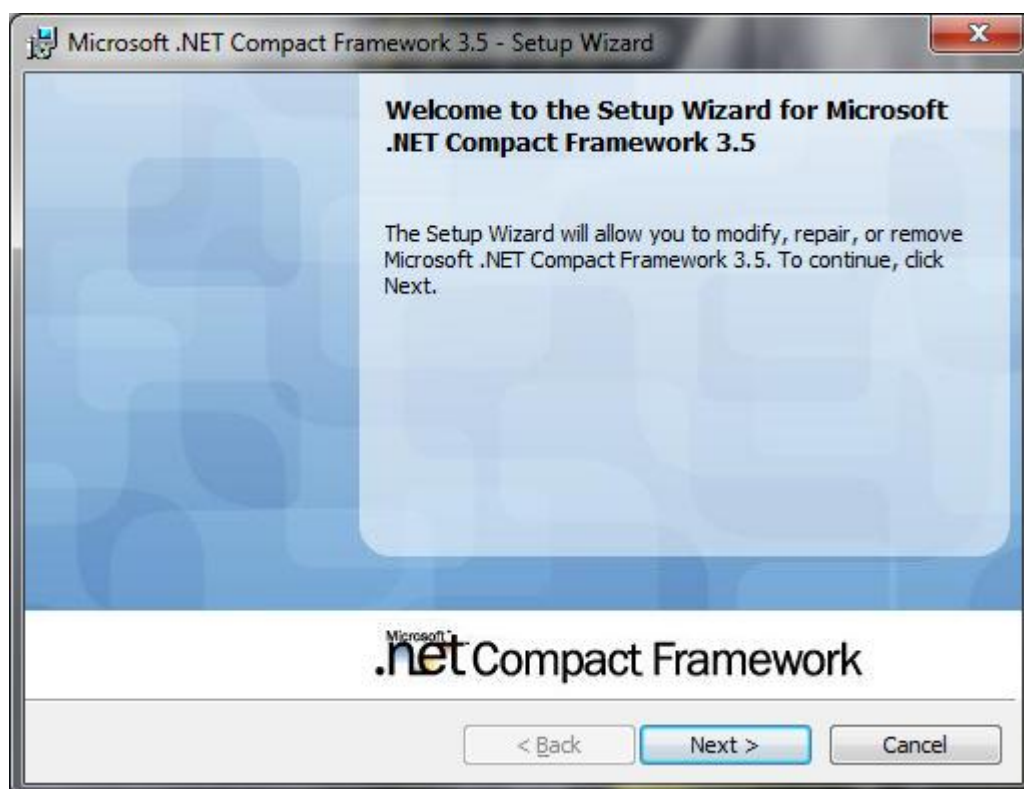 Microsoft .NET Compact Framework 3.5 - Setup Wizard
Welcome to the Setup Wizard for Microsoft
.NET Compact Framework 3.5
The Setup Wizard will allow you to modify, repair, or remove
Microsoft .NET Compact Framework 3.5. To continue, click
Next.
Microsoft
.net Compact Framework
< Back
Next >
Cancel